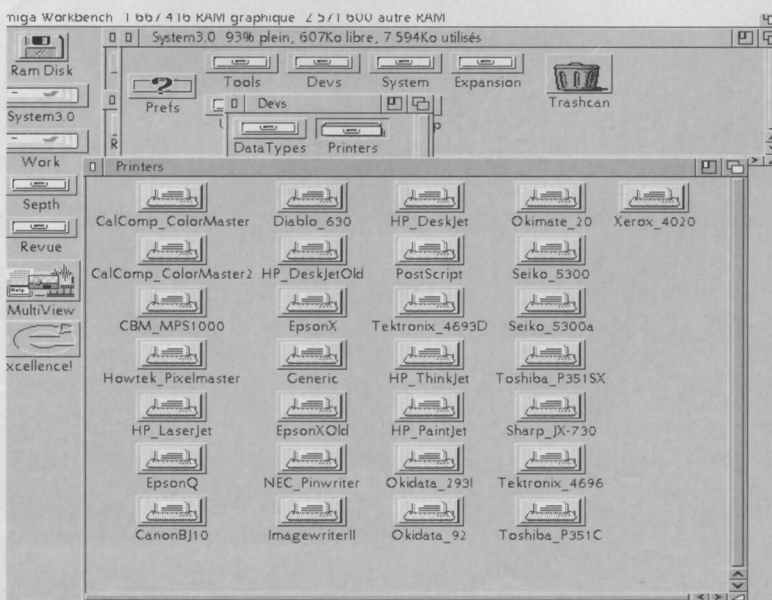 miga Workbench 1 667 416 RAM graphique 2 571 600 autre RAM
System3.0 93% plein, 607Ko libre, 7 594Ko utilisés
Ram Disk
System3.0
Work
Septh
Revue
Help
MultiView
xcellence!
Prefs
Tools
Devs
System
Expansion
Trashcan
Devs
DataTypes
Printers
Printers
CalComp_ColorMaster
Diablo_630
HP_DeskJet
Okimate_20
Xerox_4020
CalComp_ColorMaster2
HP_DeskJetOld
PostScript
Seiko_5300
CBM_MPS1000
EpsonX
Tektronix_4693D
Seiko_5300a
Howtek_Pixelmaster
Generic
HP_ThinkJet
Toshiba_P351SX
HP_LaserJet
EpsonXOld
HP_PaintJet
Sharp_JX-730
EpsonQ
NEC_Pinwriter
Okidata_293I
Tektronix_4696
CanonBJ10
ImagewriterII
Okidata_92
Toshiba_P351C